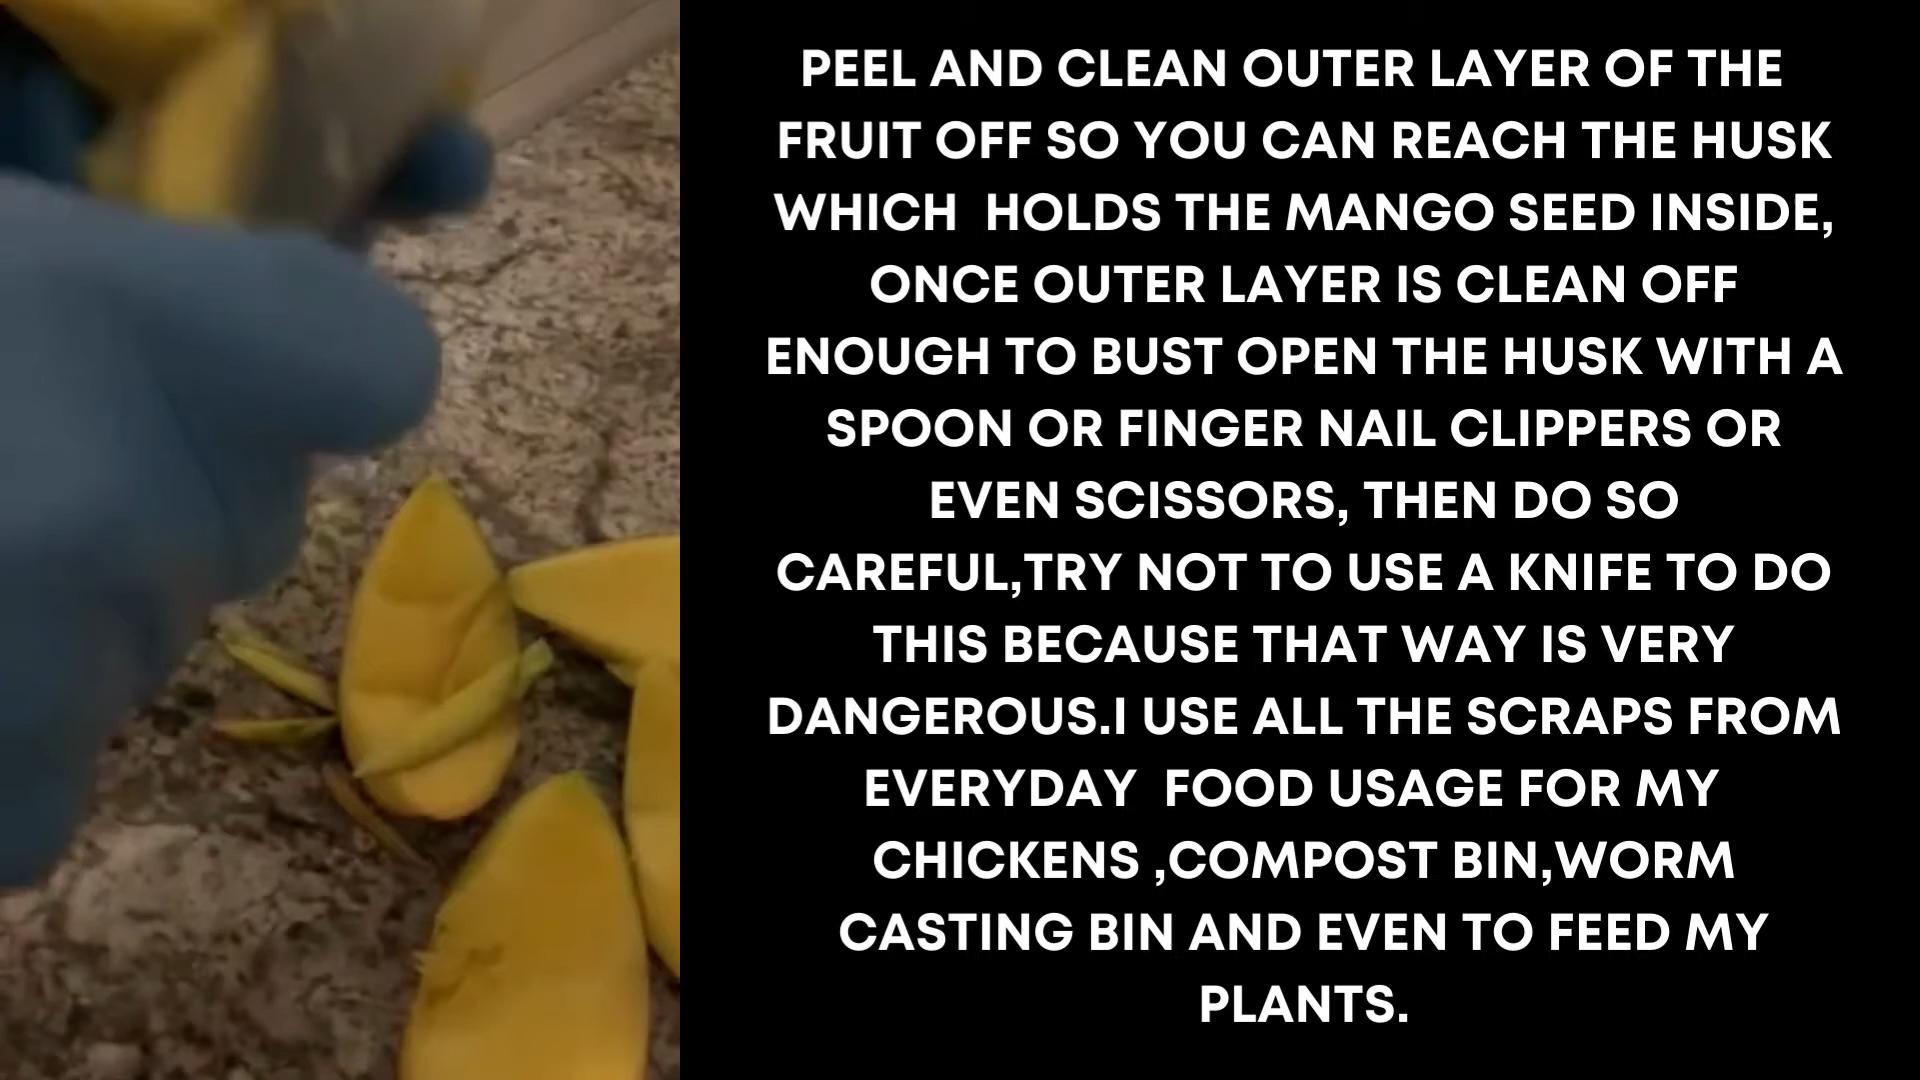 PEEL AND CLEAN OUTER LAYER OF THE
FRUIT OFF SO YOU CAN REACH THE HUSK
WHICH  HOLDS THE MANGO SEED INSIDE,
ONCE OUTER LAYER IS CLEAN OFF
ENOUGH TO BUST OPEN THE HUSK WITH A
SPOON OR FINGER NAIL CLIPPERS OR
EVEN SCISSORS, THEN DO SO
CAREFUL,TRY NOT TO USE A KNIFE TO DO
THIS BECAUSE THAT WAY IS VERY
DANGEROUS.I USE ALL THE SCRAPS FROM
EVERYDAY  FOOD USAGE FOR MY
CHICKENS ,COMPOST BIN,WORM
CASTING BIN AND EVEN TO FEED MY
PLANTS.